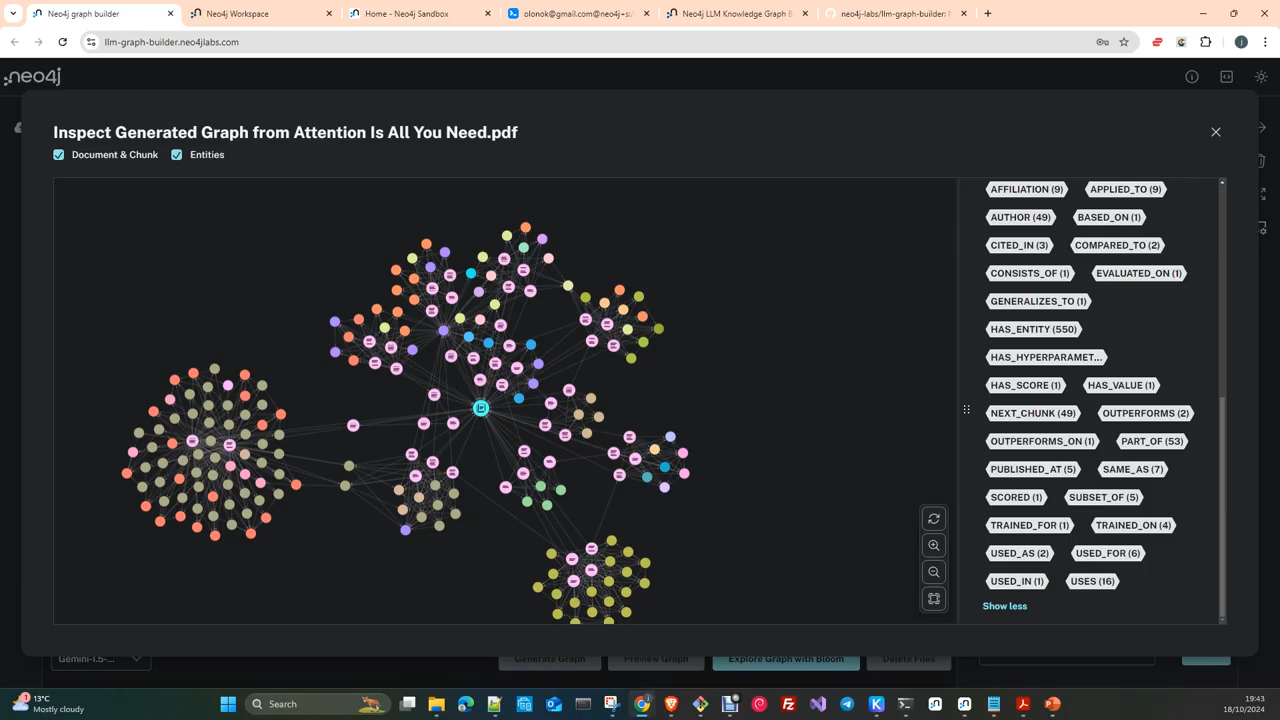 Neo4j graph builder
Neo4j Workspace
Home - Neo4j Sandbox
olonok@gmail.com@neo4j+s:/
Neo4j LLM Knowledge Graph B
neo4j-labs/llm-graph-builder: N
llm-graph-builder.neo4jlabs.com
neo4j
Inspect Generated Graph from Attention Is All You Need.pdf
Document & Chunk Entities
AFFILIATION (9) APPLIED_TO (9)
AUTHOR (49) BASED_ON (1)
CITED_IN (3) COMPARED_TO (2)
CONSISTS_OF (1) EVALUATED_ON (1)
GENERALIZES_TO (1)
HAS_ENTITY (550)
HAS_HYPERPARAMET...
HAS_SCORE (1) HAS_VALUE (1)
NEXT_CHUNK (49) OUTPERFORMS (2)
OUTPERFORMS_ON (1) PART_OF (53)
PUBLISHED_AT (5) SAME_AS (7)
SCORED (1) SUBSET_OF (5)
TRAINED_FOR (1) TRAINED_ON (4)
USED_AS (2) USED_FOR (6)
USED_IN (1) USES (16)
Show less
Gemini-1.5-... Generate Graph Preview Graph Explore Graph with Bloom Delete Files
1
13°C
Mostly cloudy
Search
19:43
18/10/2024